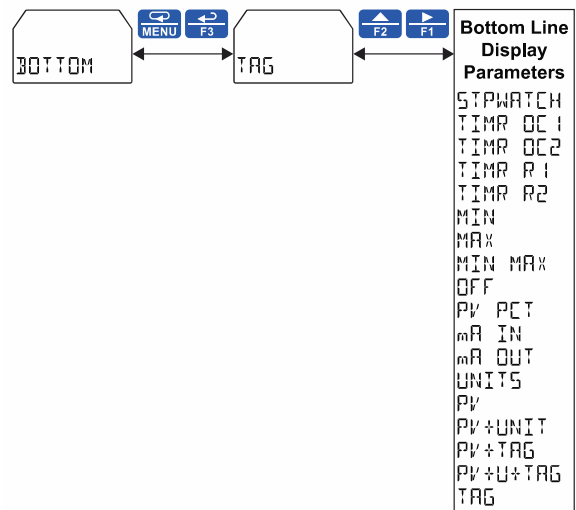 MENU F3 F2 F1
BOTTOM TAG
Bottom Line
Display
Parameters
STPWATCH
TIMR OC1
TIMR OC2
TIMR R1
TIMR R2
MIN
MAX
MIN MAX
OFF
PV PCT
mA IN
mA OUT
UNITS
PV
PV+UNIT
PV+TAG
PV+U+TAG
TAG